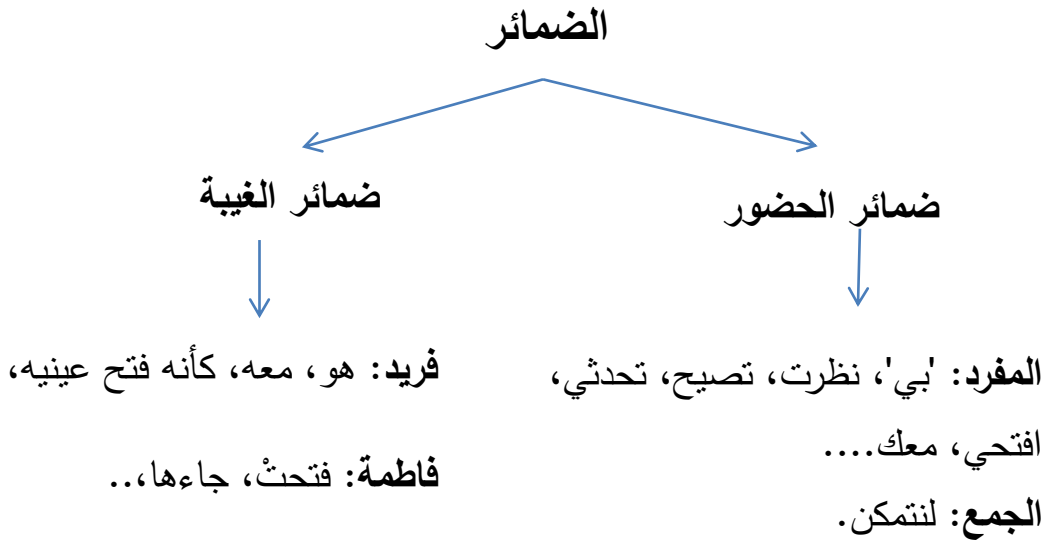 الضمائر
ضمائر الحضور
ضمائر الغيبة
المفرد: 'بي'، نظرت، تصيح، تحدثي،
افتحي، معك....
الجمع: لنتمكن.
فريد: هو، معه، كأنه فتح عينيه،
فاطمة: فتحتْ، جاءها،..